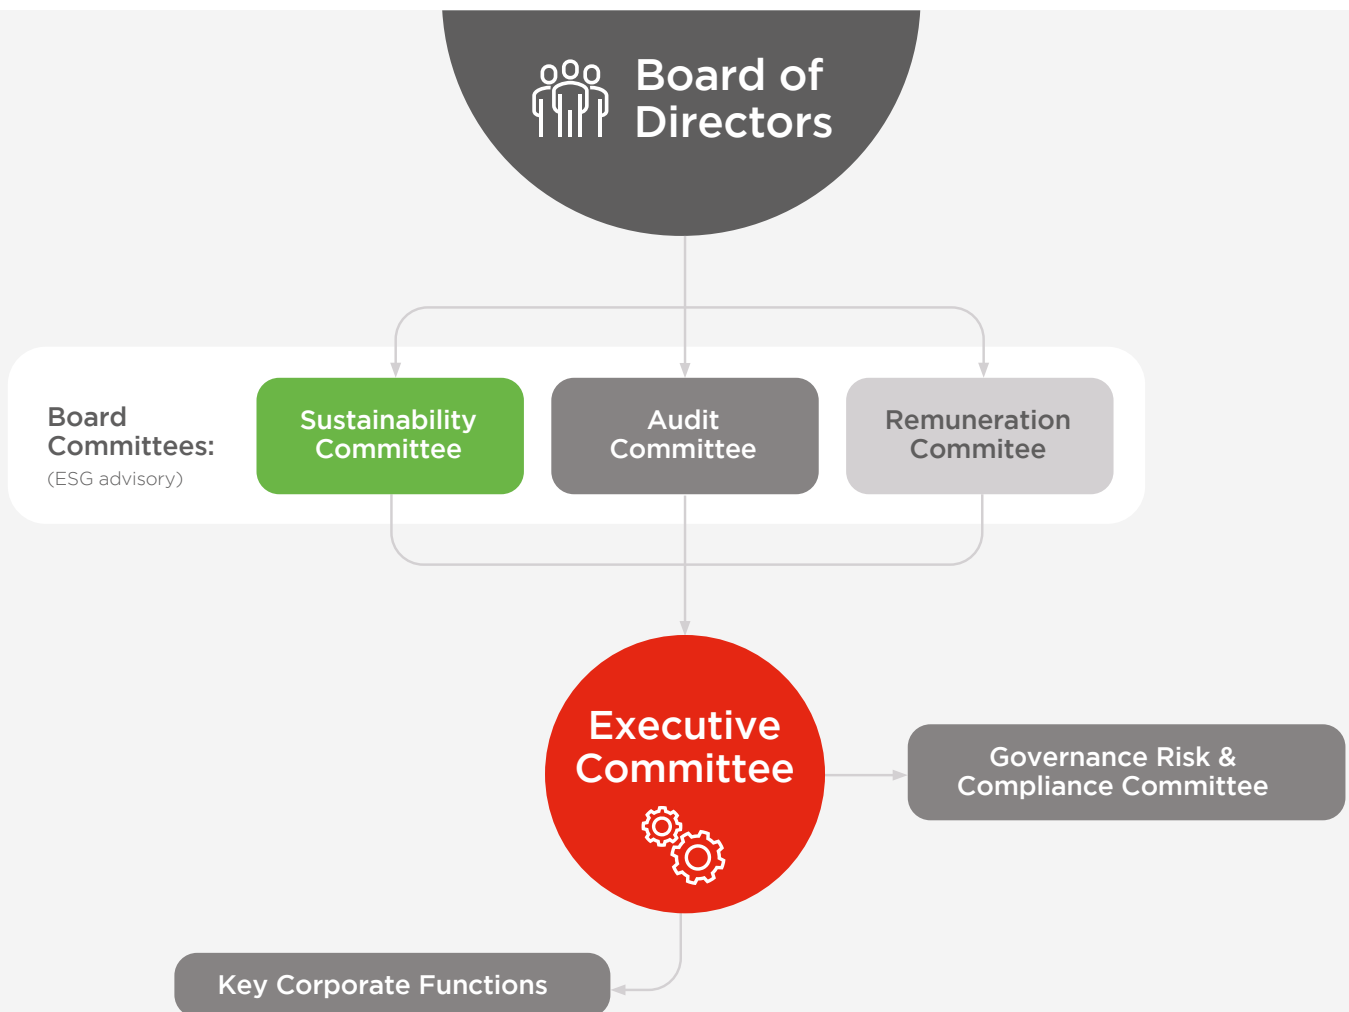 Board of
Directors
Board
Committees:
(ESG advisory)
Sustainability
Committee
Audit
Committee
Remuneration
Commitee
Executive
Committee
Governance Risk &
Compliance Committee
Key Corporate Functions